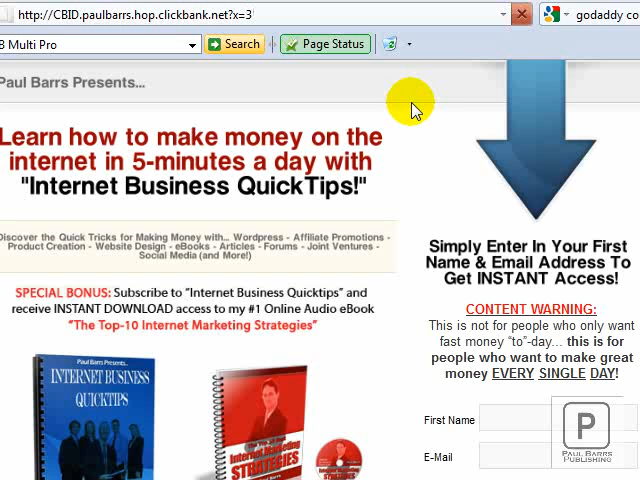 http://CBID.paulbarrs.hop.clickbank.net?x=3
godaddy co
B Multi Pro
Search
Page Status
Paul Barrs Presents...
Learn how to make money on the
internet in 5-minutes a day with
"Internet Business QuickTips!"
Discover the Quick Tricks for Making Money with... Wordpress - Affiliate Promotions -
Product Creation - Website Design - eBooks - Articles - Forums - Joint Ventures -
Social Media (and More!)
SPECIAL BONUS: Subscribe to "Internet Business Quicktips" and
receive INSTANT DOWNLOAD access to my #1 Online Audio eBook
"The Top-10 Internet Marketing Strategies"
Paul Barrs Presents...
INTERNET BUSINESS
QUICKTIPS
The Top-10
Internet Marketing
STRATEGIES
Simply Enter In Your First
Name & Email Address To
Get INSTANT Access!
CONTENT WARNING:
This is not for people who only want
fast money "to"-day... this is for
people who want to make great
money EVERY SINGLE DAY!
First Name
E-Mail
P
PAUL BARRS
PUBLISHING